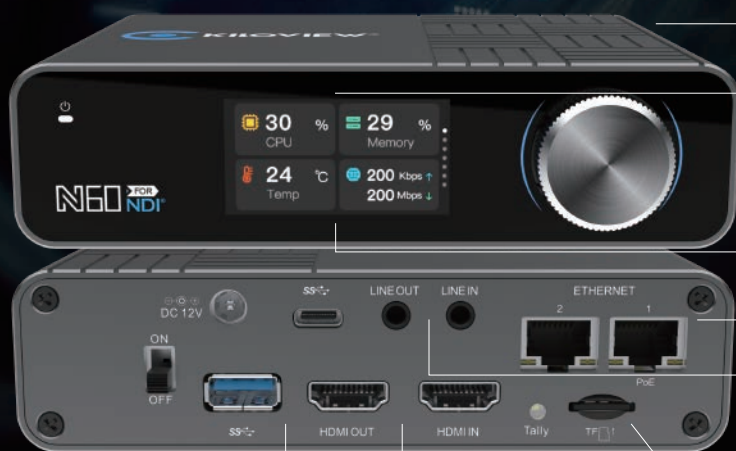 KILOVIEW®
30 %
CPU
29 %
Memory
24 °C
Temp
200 Kbps ↑
200 Mbps ↓
N60 FOR NDI®
DC 12V
SS
LINE OUT
LINE IN
ETHERNET
2
1
ON
OFF
PoE
SS
HDMI OUT
HDMI IN
Tally
TF